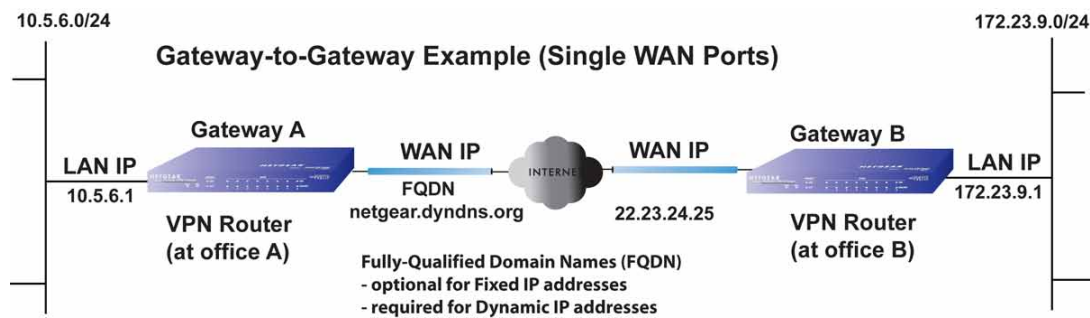 10.5.6.0/24
172.23.9.0/24
Gateway-to-Gateway Example (Single WAN Ports)
Gateway A
Gateway B
LAN IP
10.5.6.1
NETGEAR
VPN Router
(at office A)
WAN IP
FQDN
netgear.dyndns.org
INTERNE
WAN IP
22.23.24.25
NETGEAR
VPN Router
(at office B)
LAN IP
172.23.9.1
Fully-Qualified Domain Names (FQDN)
- optional for Fixed IP addresses
- required for Dynamic IP addresses